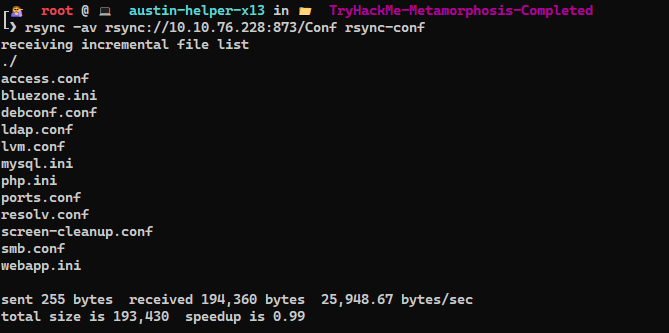 root @ 💻 austin-helper-x13 in 📂 TryHackMe-Metamorphosis-Completed
❯ rsync -av rsync://10.10.76.228:873/Conf rsync-conf
receiving incremental file list
./
access.conf
bluezone.ini
debconf.conf
ldap.conf
lvm.conf
mysql.ini
php.ini
ports.conf
resolv.conf
screen-cleanup.conf
smb.conf
webapp.ini
sent 255 bytes  received 194,360 bytes  25,948.67 bytes/sec
total size is 193,430  speedup is 0.99